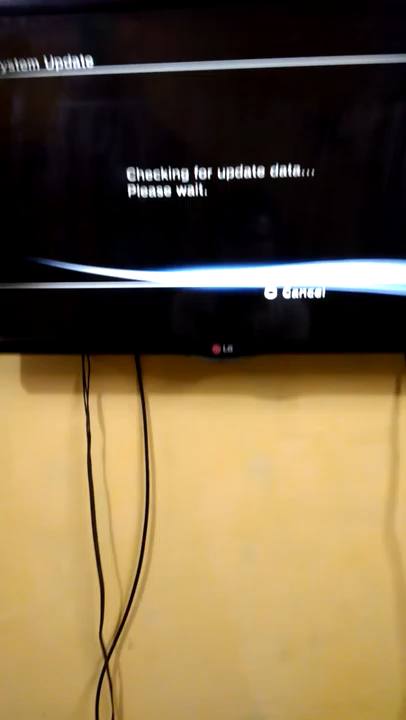 ystem Update
Checking for update data...
Please wait.
Cancel
LG